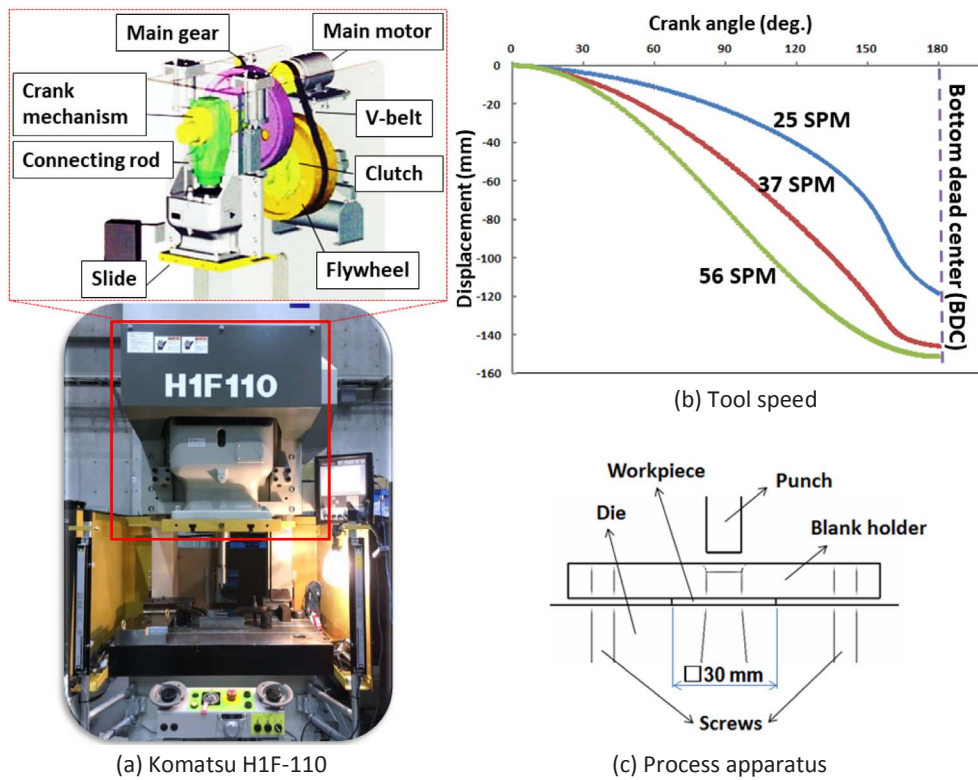 Main gear
Main motor
Crank
mechanism
V-belt
Connecting rod
Clutch
Slide
Flywheel
H1F110
(a) Komatsu H1F-110
Crank angle (deg.)
0 30 60 90 120 150 180
0
-20
-40
-60
-80
-100
-120
-140
-160
Displacement (mm)
25 SPM
37 SPM
56 SPM
Bottom dead center (BDC)
(b) Tool speed
Workpiece
Punch
Die
Blank holder
□30 mm
Screws
(c) Process apparatus